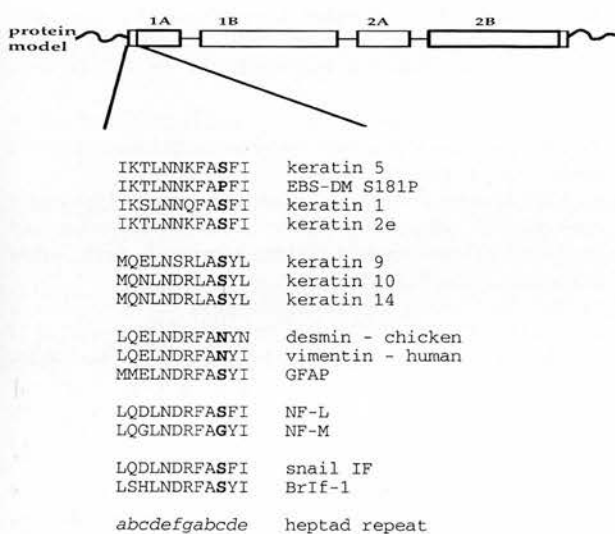 1A 1B 2A 2B
protein
model
IKTLNNKFASFI keratin 5
IKTLNNKFAPFI EBS-DM S181P
IKSLNNQFASFI keratin 1
IKTLNNKFASFI keratin 2e
MQELNSRLASYL keratin 9
MQNLNDRLASYL keratin 10
MQNLNDRLASYL keratin 14
LQELNDRFANYN desmin - chicken
LQELNDRFANYI vimentin - human
MMELNDRFASYI GFAP
LQDLNDRFASFI NF-L
LQGLNDRFAGYI NF-M
LQDLNDRFASFI snail IF
LSHLNDRFASYI BrIf-1
abcdefgabcde heptad repeat